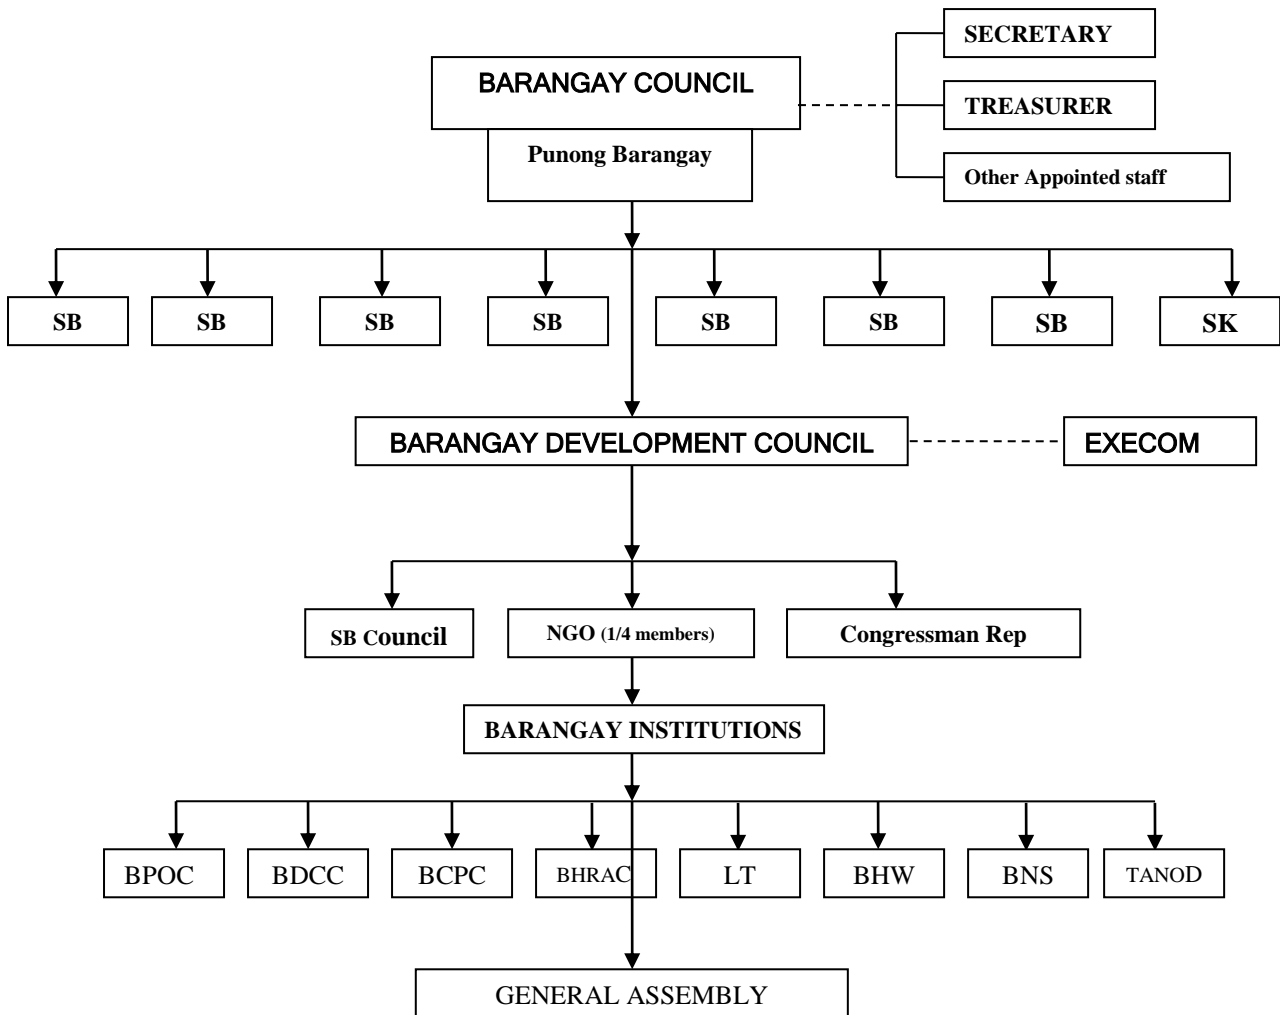 SECRETARY
BARANGAY COUNCIL
TREASURER
Punong Barangay
Other Appointed staff
SB
SB
SB
SB
SB
SB
SB
SK
BARANGAY DEVELOPMENT COUNCIL
EXECOM
SB Council
NGO (1/4 members)
Congressman Rep
BARANGAY INSTITUTIONS
BPOC
BDCC
BCPC
BHRAC
LT
BHW
BNS
TANOD
GENERAL ASSEMBLY